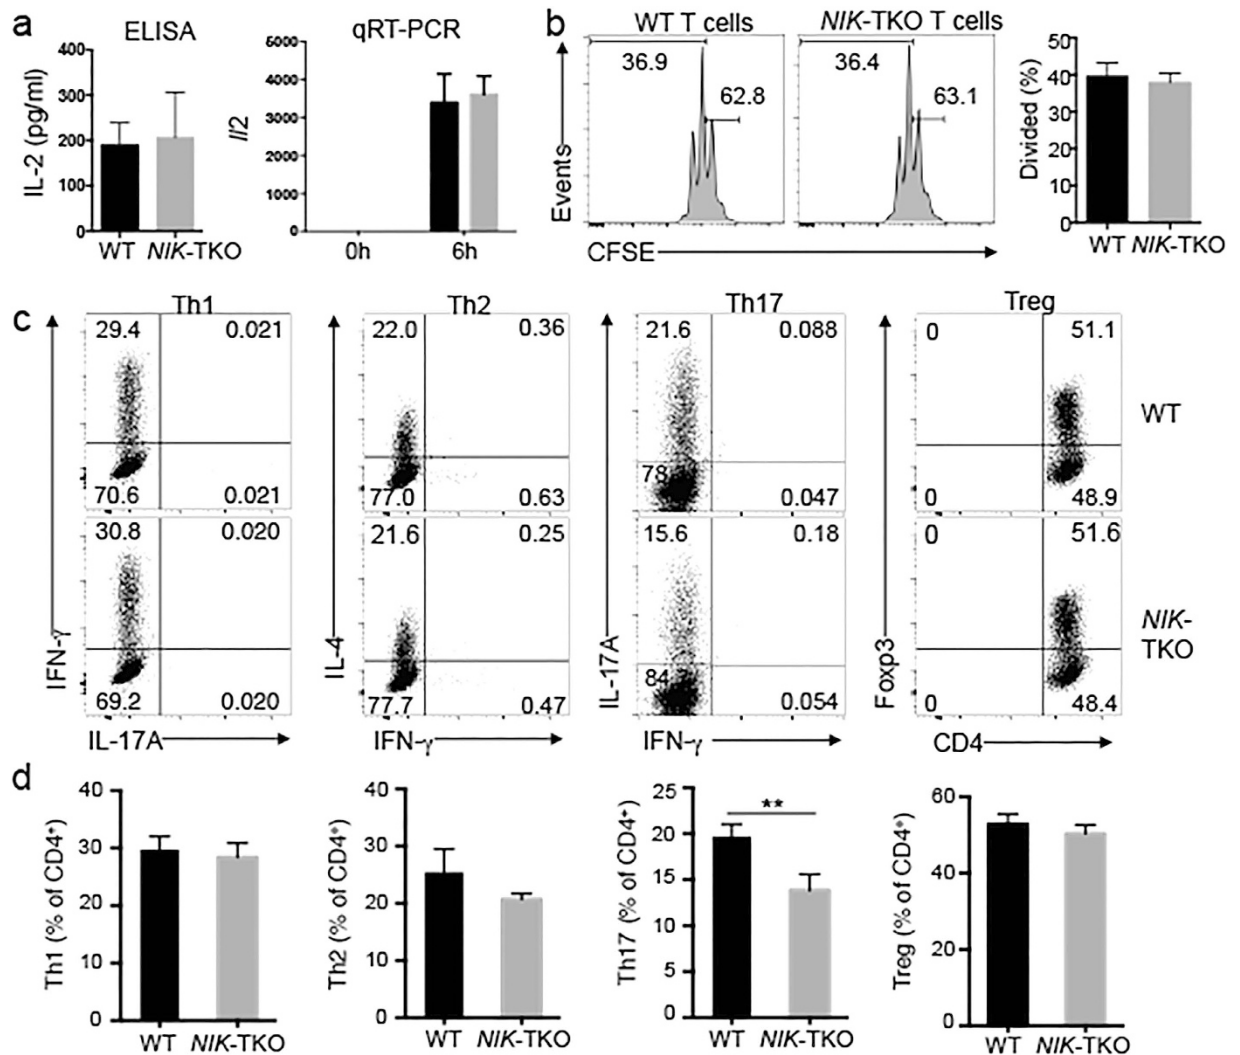 a
ELISA
IL-2 (pg/ml)
400
300
200
100
0
WT NIK-TKO
qRT-PCR
Il2
6000
5000
4000
3000
2000
1000
0
0h 6h
b
WT T cells
36.9
62.8
NIK-TKO T cells
36.4
63.1
Events
CFSE
Divided (%)
50
40
30
20
10
0
WT NIK-TKO
c
Th1 Th2 Th17 Treg
29.4 0.021 22.0 0.36 21.6 0.088 0 51.1
WT
70.6 0.021 77.0 0.63 78 0.047 0 48.9
30.8 0.020 21.6 0.25 15.6 0.18 0 51.6
NIK-
TKO
69.2 0.020 77.7 0.47 84 0.054 0 48.4
IFN-γ IL-4 IL-17A Foxp3
IL-17A IFN-γ IFN-γ CD4
d
Th1 (% of CD4+)
40
30
20
10
0
WT NIK-TKO
Th2 (% of CD4+)
40
30
20
10
0
WT NIK-TKO
Th17 (% of CD4+)
25
20
15
10
5
0
**
WT NIK-TKO
Treg (% of CD4+)
60
40
20
0
WT NIK-TKO